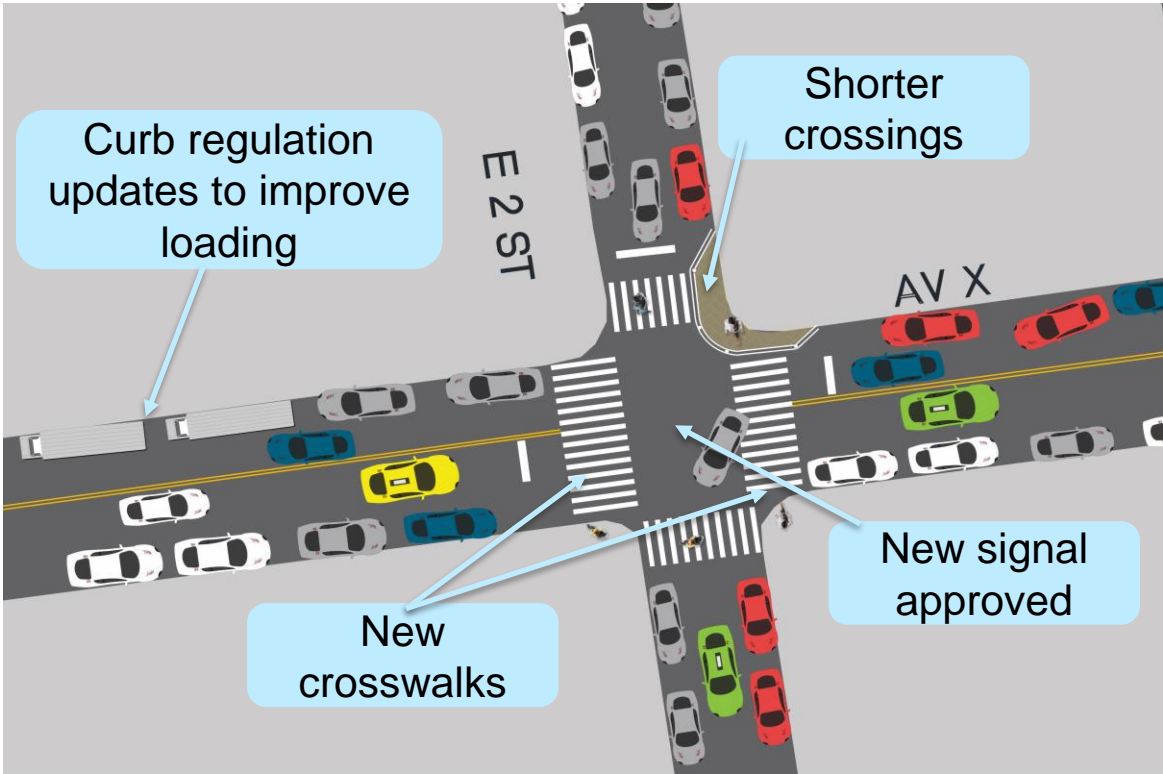 Shorter
crossings
Curb regulation
updates to improve
loading
E 2 ST
AV X
New signal
approved
New
crosswalks